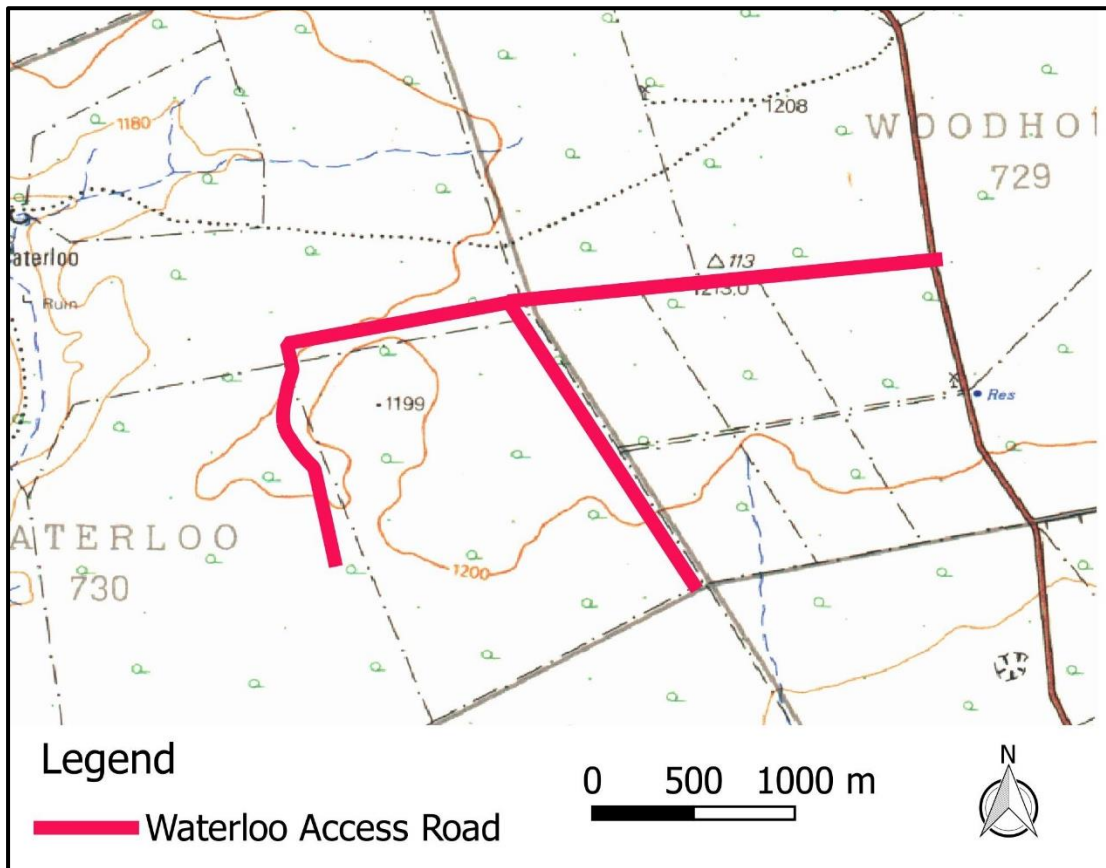 1208
1180
WOODHOU
729
aterloo
Ruin
113
1213.0
1199
Res
ATERLOO
730
1200
Legend
0 500 1000 m
N
Waterloo Access Road